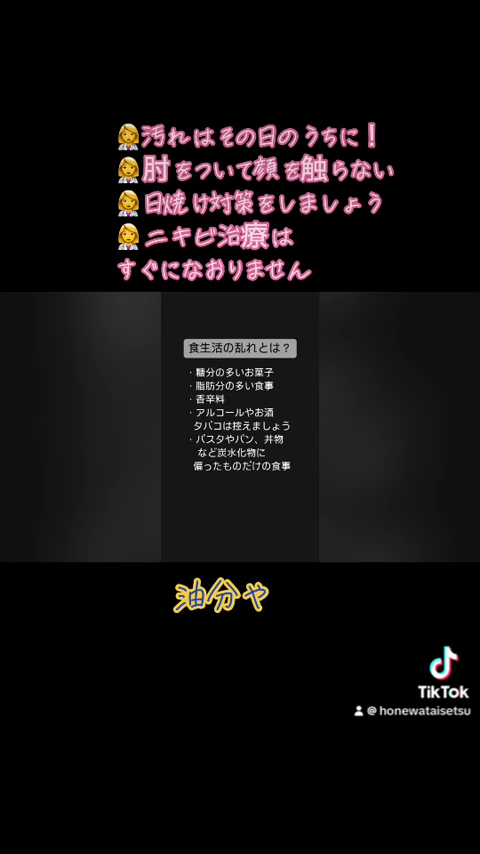 👩‍⚕️汚れはその日のうちに！
👩‍⚕️肘をついて顔を触らない
👩‍⚕️日焼け対策をしましょう
👩‍⚕️ニキビ治療は
すぐになおりません
食生活の乱れとは？
・糖分の多いお菓子
・脂肪分の多い食事
・香辛料
・アルコールやお酒
タバコは控えましょう
・パスタやパン、丼物
など炭水化物に
偏ったものだけの食事
油分や
TikTok
@honewataisetsu